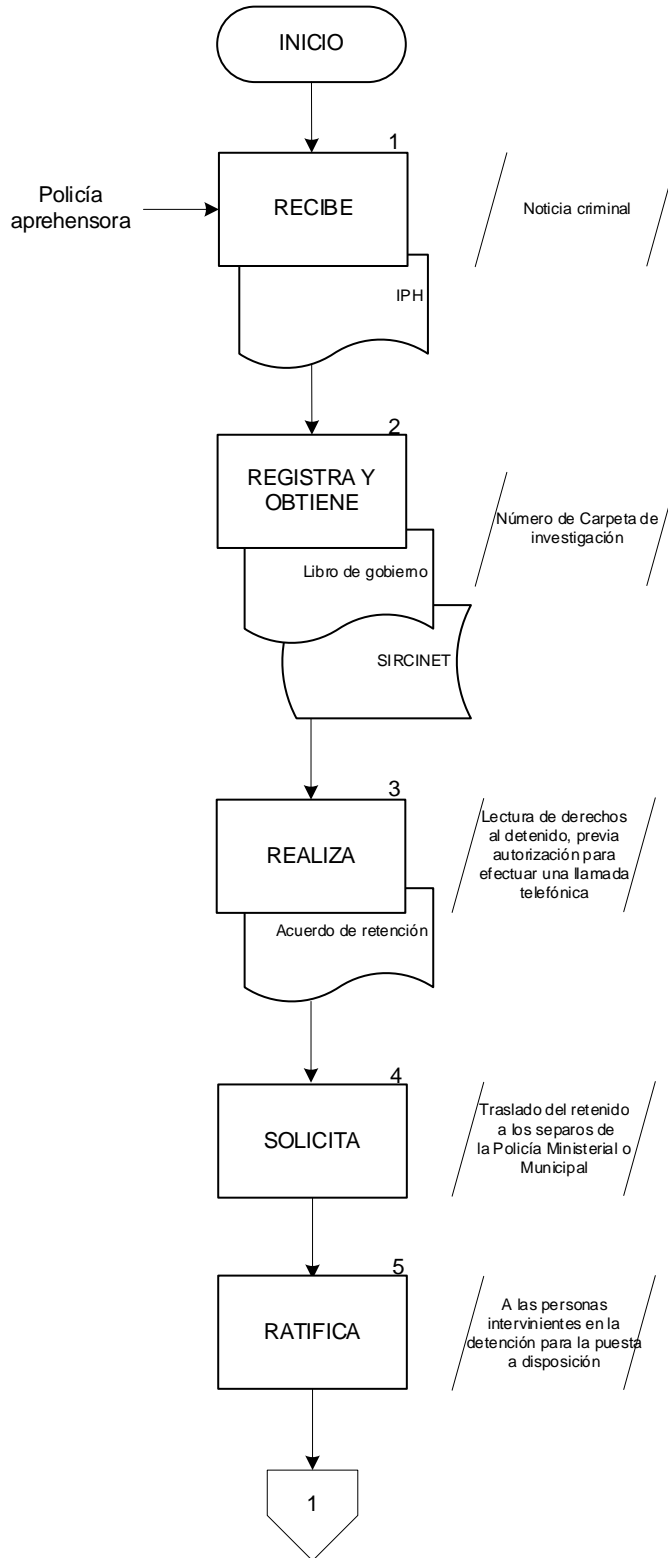 INICIO
1
Policía
aprehensora
RECIBE
Noticia criminal
IPH
2
REGISTRA Y
OBTIENE
Número de Carpeta de
investigación
Libro de gobierno
SIRCINET
3
REALIZA
Lectura de derechos
al detenido, previa
autorización para
efectuar una llamada
telefónica
Acuerdo de retención
4
SOLICITA
Traslado del retenido
a los separos de
la Policía Ministerial o
Municipal
5
RATIFICA
A las personas
intervinientes en la
detención para la puesta
a disposición
1